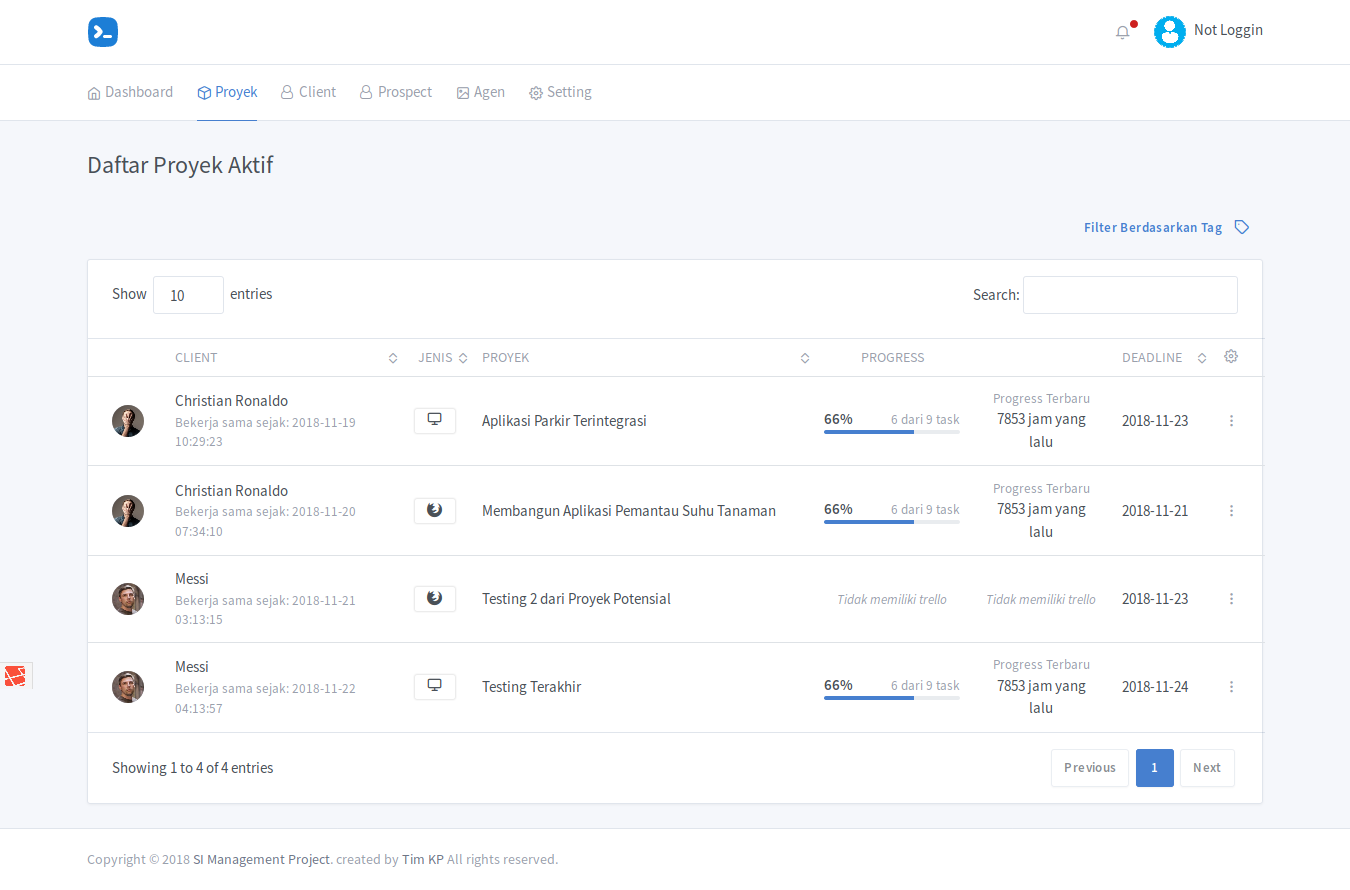 Not Loggin
Dashboard Proyek Client Prospect Agen Setting
Daftar Proyek Aktif
Filter Berdasarkan Tag
Show 10 entries Search:
CLIENT JENIS PROYEK PROGRESS DEADLINE
Christian Ronaldo
Bekerja sama sejak: 2018-11-19
10:29:23
Aplikasi Parkir Terintegrasi
66% 6 dari 9 task
Progress Terbaru
7853 jam yang
lalu
2018-11-23
Christian Ronaldo
Bekerja sama sejak: 2018-11-20
07:34:10
Membangun Aplikasi Pemantau Suhu Tanaman
66% 6 dari 9 task
Progress Terbaru
7853 jam yang
lalu
2018-11-21
Messi
Bekerja sama sejak: 2018-11-21
03:13:15
Testing 2 dari Proyek Potensial
Tidak memiliki trello
Tidak memiliki trello
2018-11-23
Messi
Bekerja sama sejak: 2018-11-22
04:13:57
Testing Terakhir
66% 6 dari 9 task
Progress Terbaru
7853 jam yang
lalu
2018-11-24
Showing 1 to 4 of 4 entries Previous 1 Next
Copyright © 2018 SI Management Project. created by Tim KP All rights reserved.